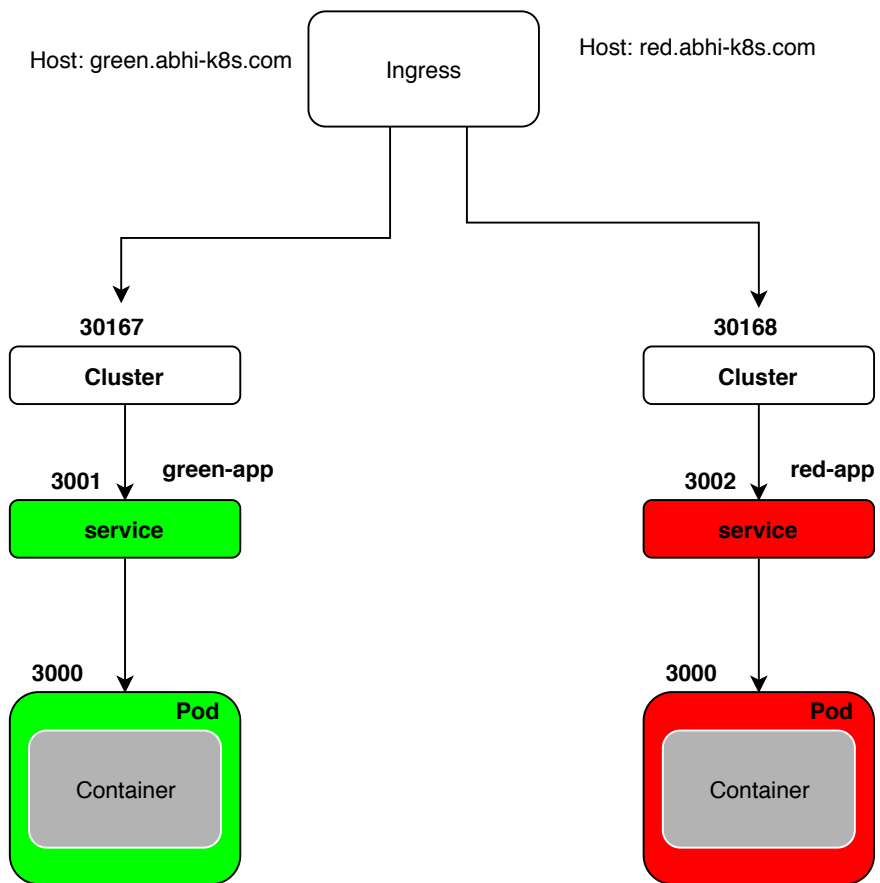 Host: green.abhi-k8s.com
Ingress
Host: red.abhi-k8s.com
30167
30168
Cluster
Cluster
3001
green-app
3002
red-app
service
service
3000
3000
Pod
Pod
Container
Container